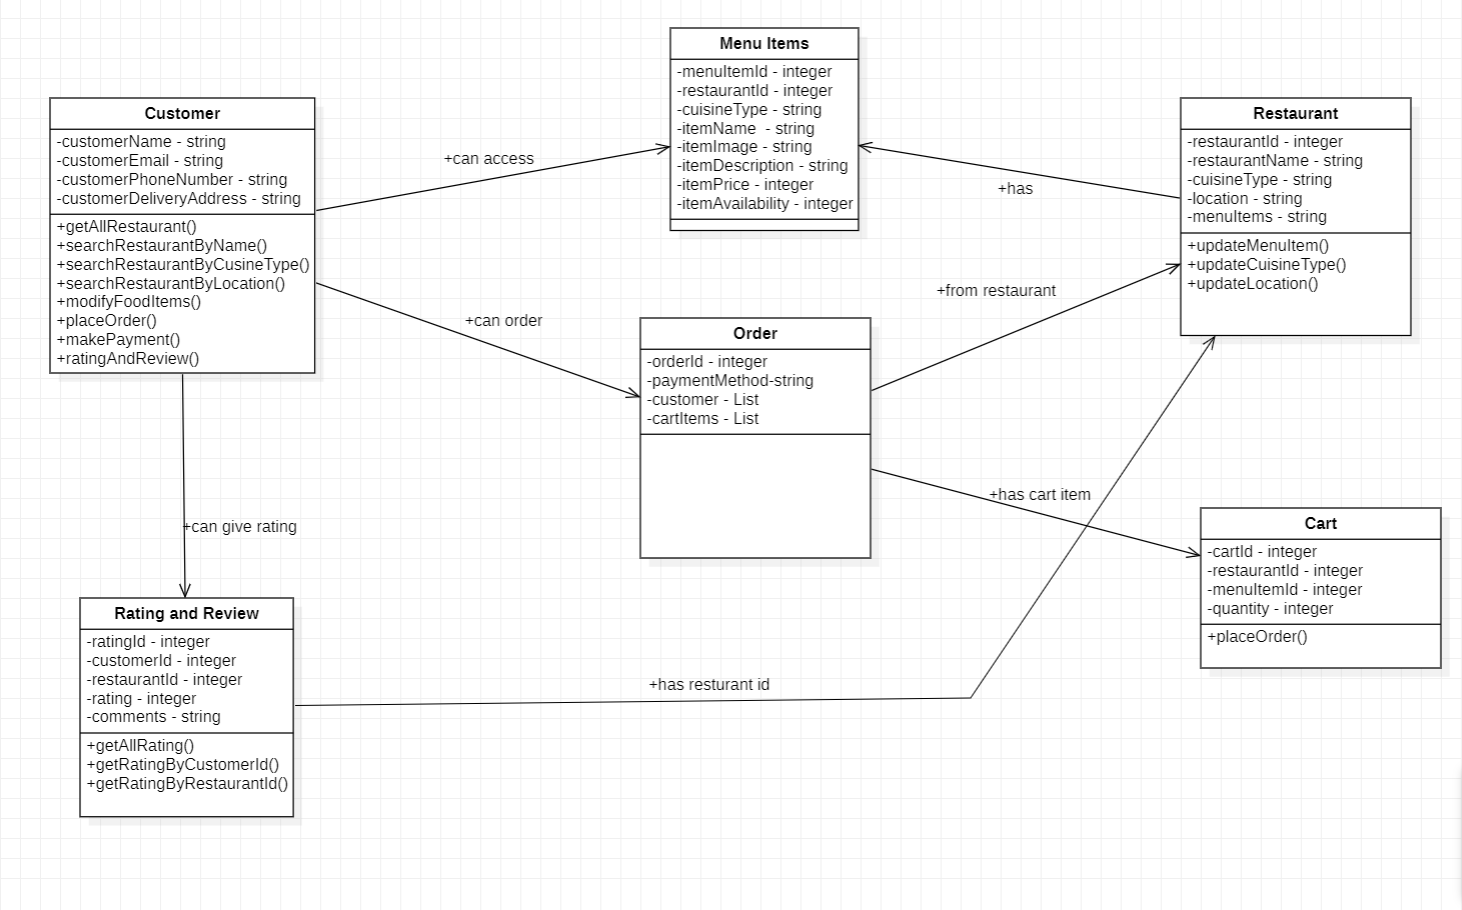 Menu Items
-menuItemId - integer
-restaurantId - integer
-cuisineType - string
-itemName  - string
-itemImage - string
-itemDescription - string
-itemPrice - integer
-itemAvailability - integer
Customer
-customerName - string
-customerEmail - string
-customerPhoneNumber - string
-customerDeliveryAddress - string
+getAllRestaurant()
+searchRestaurantByName()
+searchRestaurantByCusineType()
+searchRestaurantByLocation()
+modifyFoodItems()
+placeOrder()
+makePayment()
+ratingAndReview()
+can access
Restaurant
-restaurantId - integer
-restaurantName - string
-cuisineType - string
-location - string
-menuItems - string
+updateMenuItem()
+updateCuisineType()
+updateLocation()
+has
+from restaurant
+can order
Order
-orderId - integer
-paymentMethod-string
-customer - List
-cartItems - List
+has cart item
+can give rating
Cart
-cartId - integer
-restaurantId - integer
-menuItemId - integer
-quantity - integer
+placeOrder()
Rating and Review
-ratingId - integer
-customerId - integer
-restaurantId - integer
-rating - integer
-comments - string
+getAllRating()
+getRatingByCustomerId()
+getRatingByRestaurantId()
+has resturant id